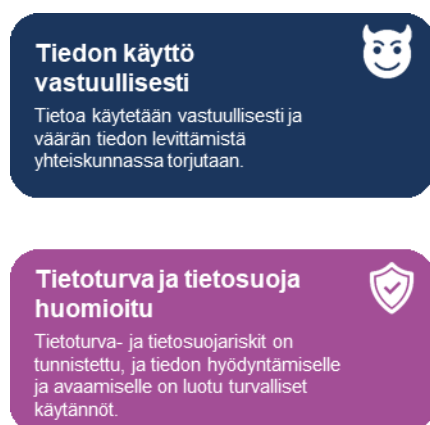 Tiedon käyttö
vastuullisesti
Tietoa käytetään vastuullisesti ja
väärän tiedon levittämistä
yhteiskunnassa torjutaan.
Tietoturva ja tietosuoja
huomioitu
Tietoturva- ja tietosuojariskit on
tunnistettu, ja tiedon hyödyntämiselle
ja avaamiselle on luotu turvalliset
käytännöt.